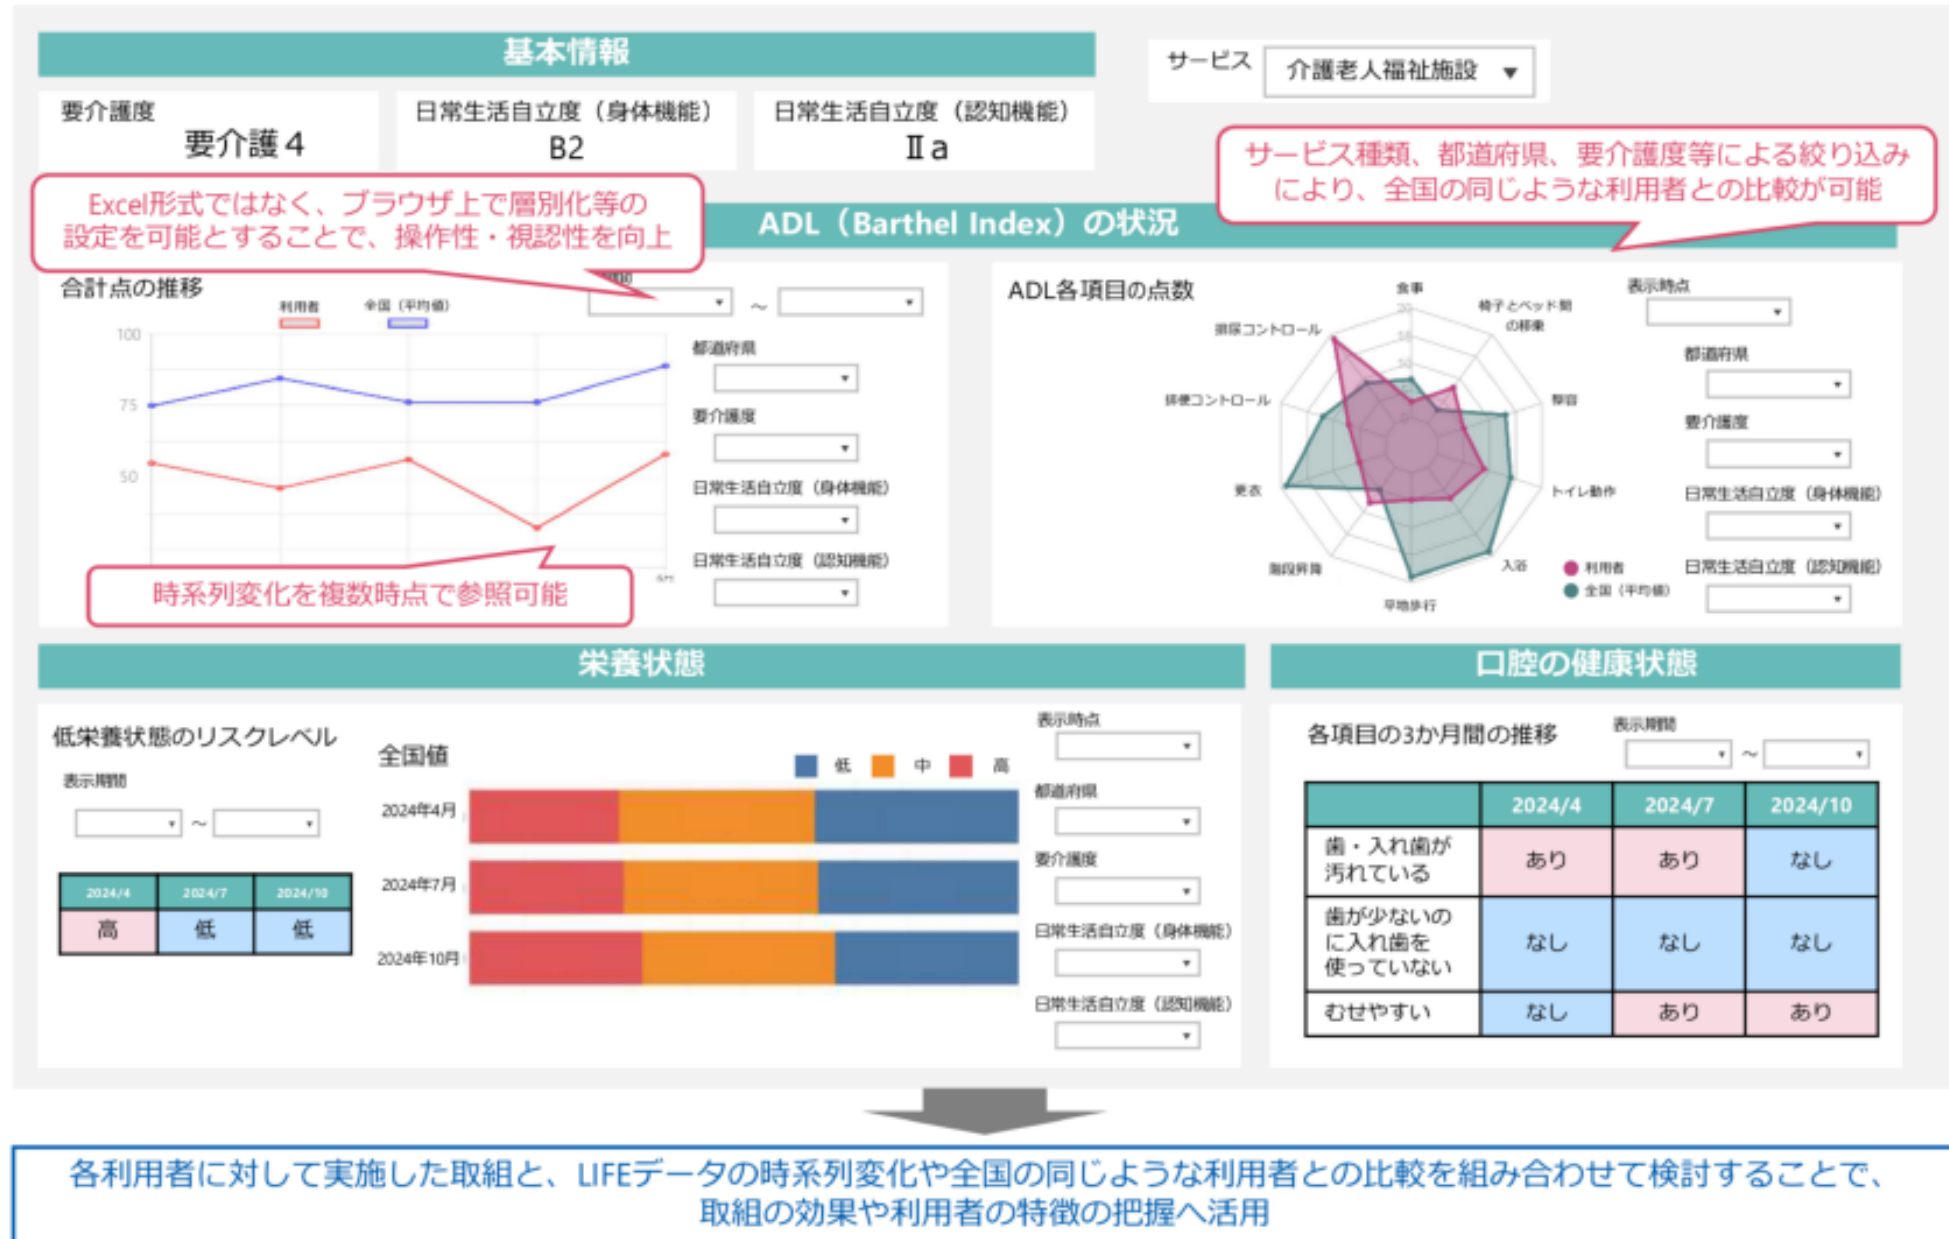 基本情報
サービス
介護老人福祉施設
要介護度
要介護４
日常生活自立度（身体機能）
B2
日常生活自立度（認知機能）
Ⅱa
サービス種類、都道府県、要介護度等による絞り込み
により、全国の同じような利用者との比較が可能
Excel形式ではなく、ブラウザ上で層別化等の
設定を可能とすることで、操作性・視認性を向上
ADL（Barthel Index）の状況
合計点の推移
利用者
全国（平均値）
～
100
75
50
都道府県
要介護度
日常生活自立度（身体機能）
日常生活自立度（認知機能）
時系列変化を複数時点で参照可能
ADL各項目の点数
食事
椅子とベッド間
の移乗
整容
トイレ動作
入浴
平地歩行
階段昇降
更衣
排便コントロール
排尿コントロール
20
15
10
利用者
全国（平均値）
表示時点
都道府県
要介護度
日常生活自立度（身体機能）
日常生活自立度（認知機能）
栄養状態
低栄養状態のリスクレベル
表示期間
～
2024/4 2024/7 2024/10
高 低 低
全国値
低 中 高
2024年4月
2024年7月
2024年10月
表示時点
都道府県
要介護度
日常生活自立度（身体機能）
日常生活自立度（認知機能）
口腔の健康状態
各項目の3か月間の推移
表示期間
～
2024/4 2024/7 2024/10
歯・入れ歯が
汚れている
あり あり なし
歯が少ないの
に入れ歯を
使っていない
なし なし なし
むせやすい なし あり あり
各利用者に対して実施した取組と、LIFEデータの時系列変化や全国の同じような利用者との比較を組み合わせて検討することで、
取組の効果や利用者の特徴の把握へ活用